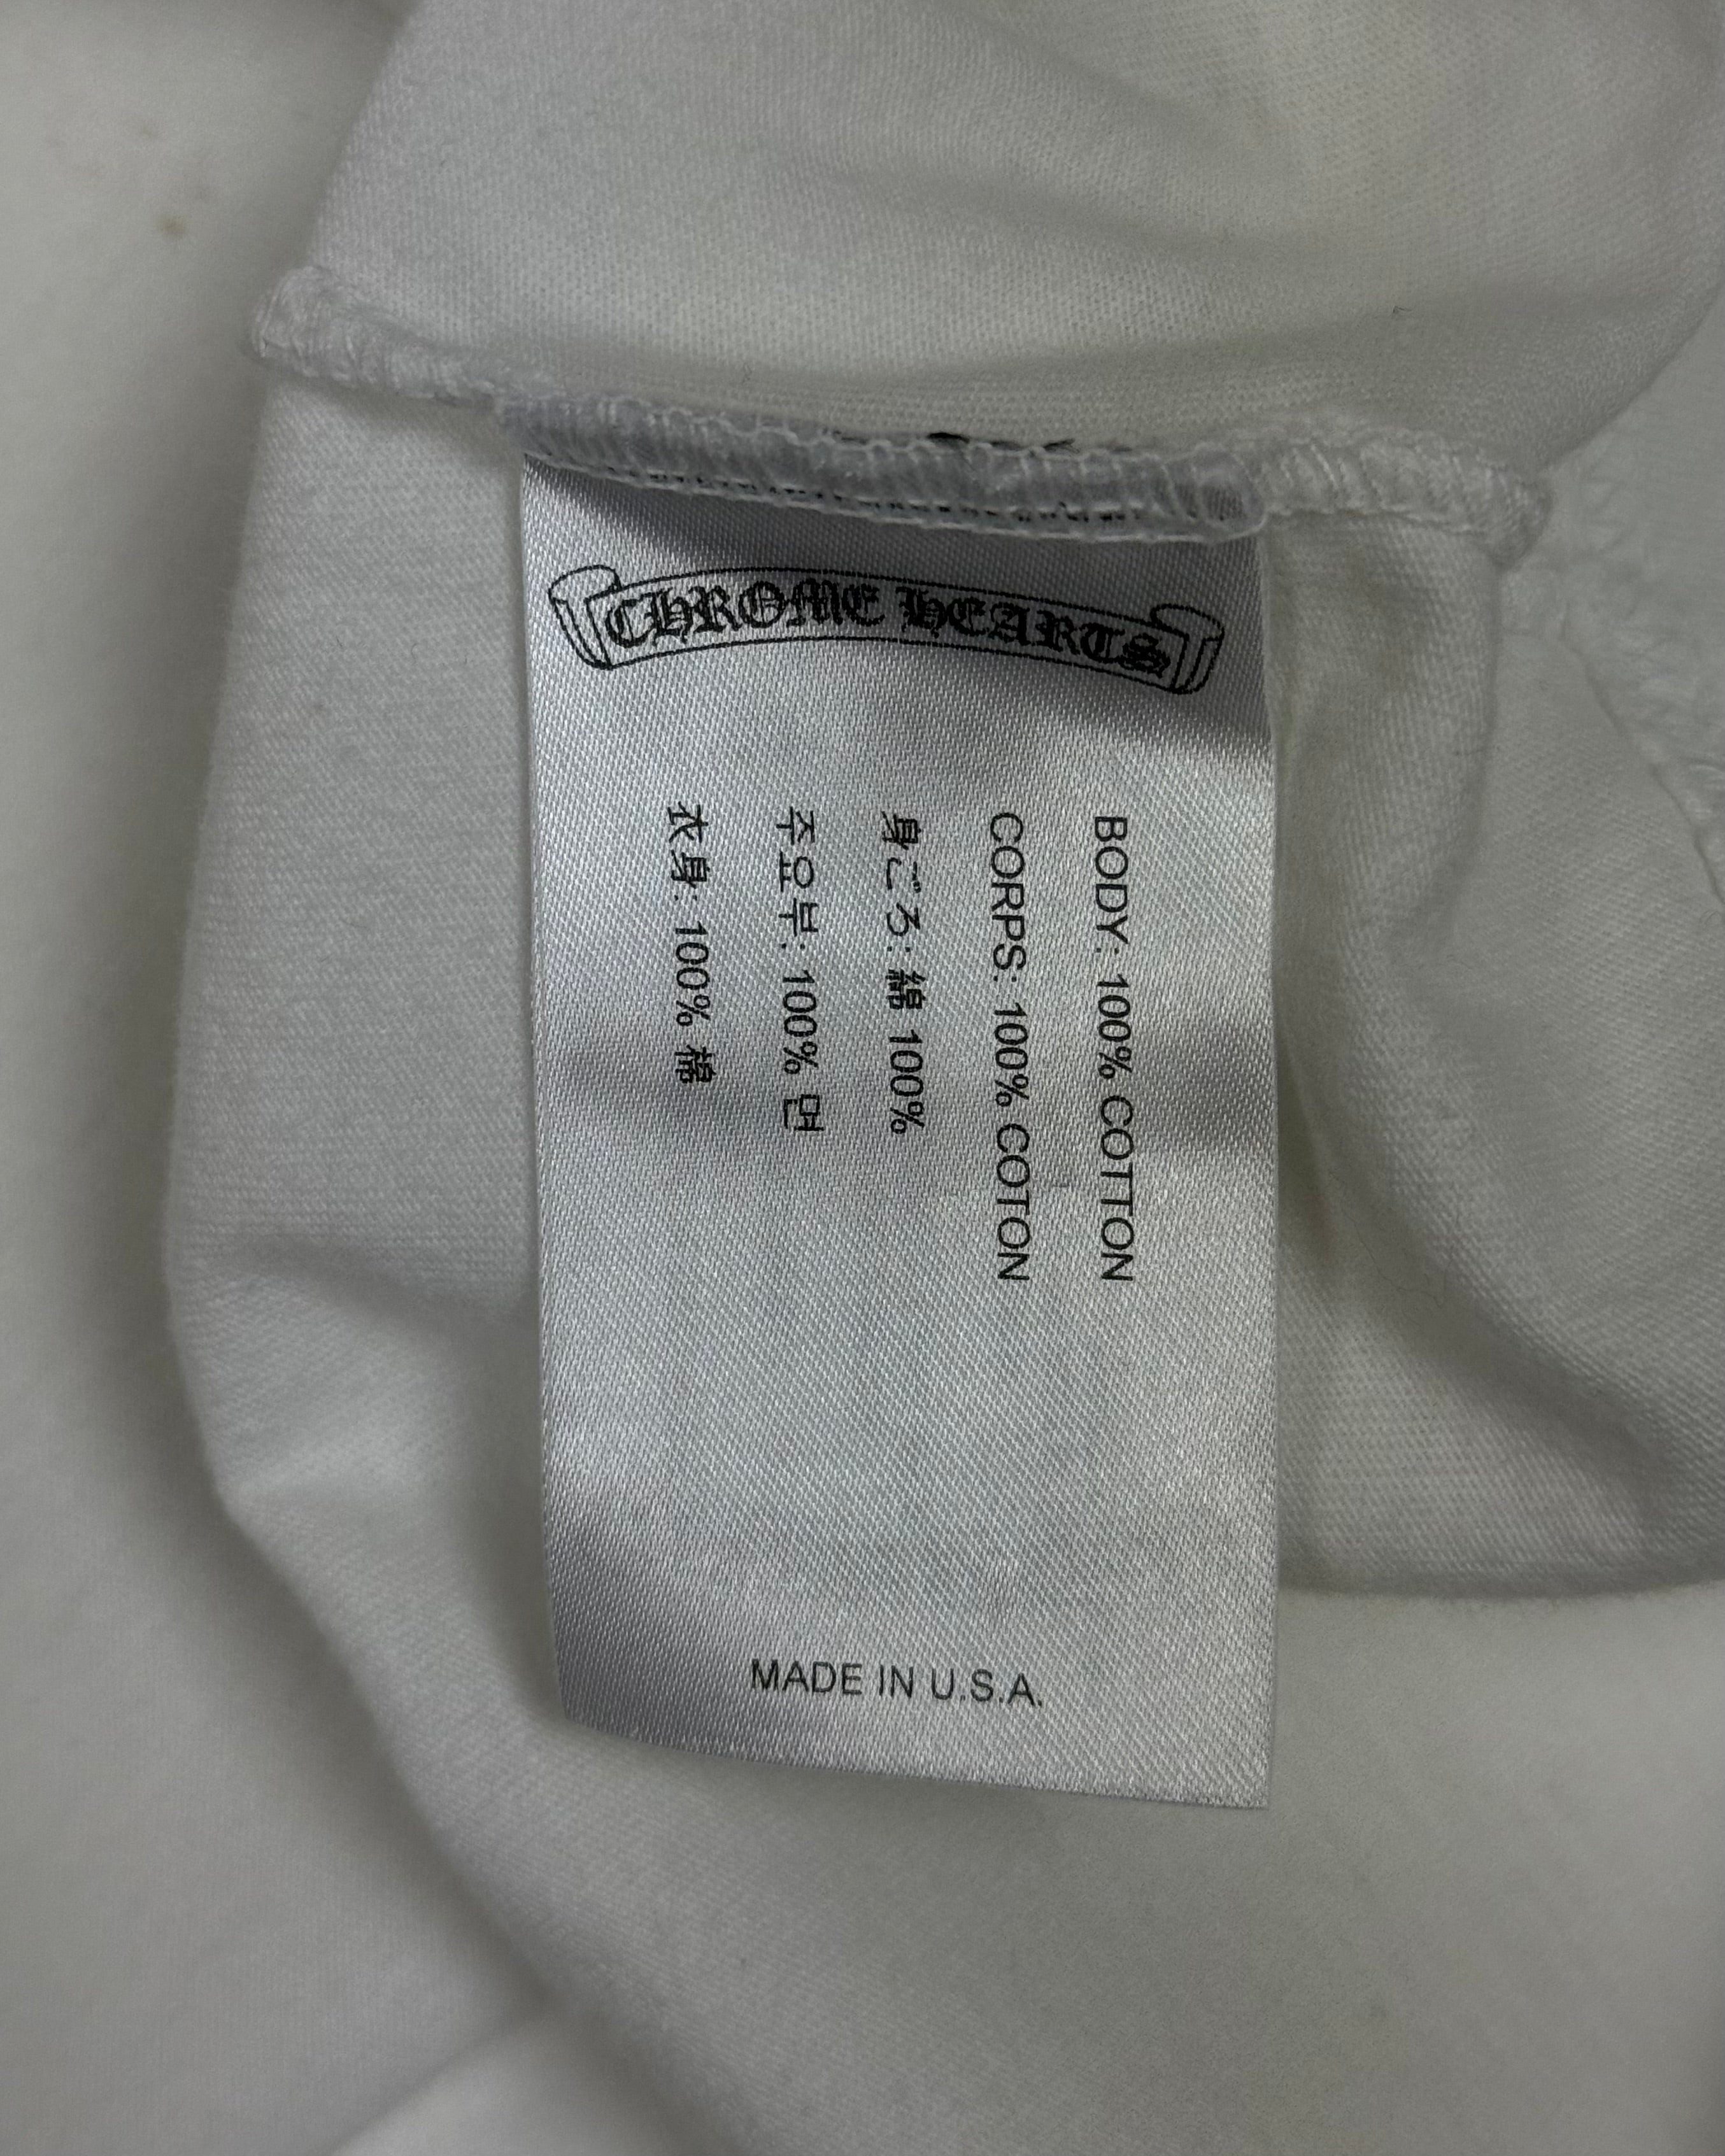 CHROME HEARTS
BODY: 100% COTTON
CORPS: 100% COTON
身ごろ: 綿 100%
주요부: 100% 면
衣身: 100% 棉
MADE IN U.S.A.